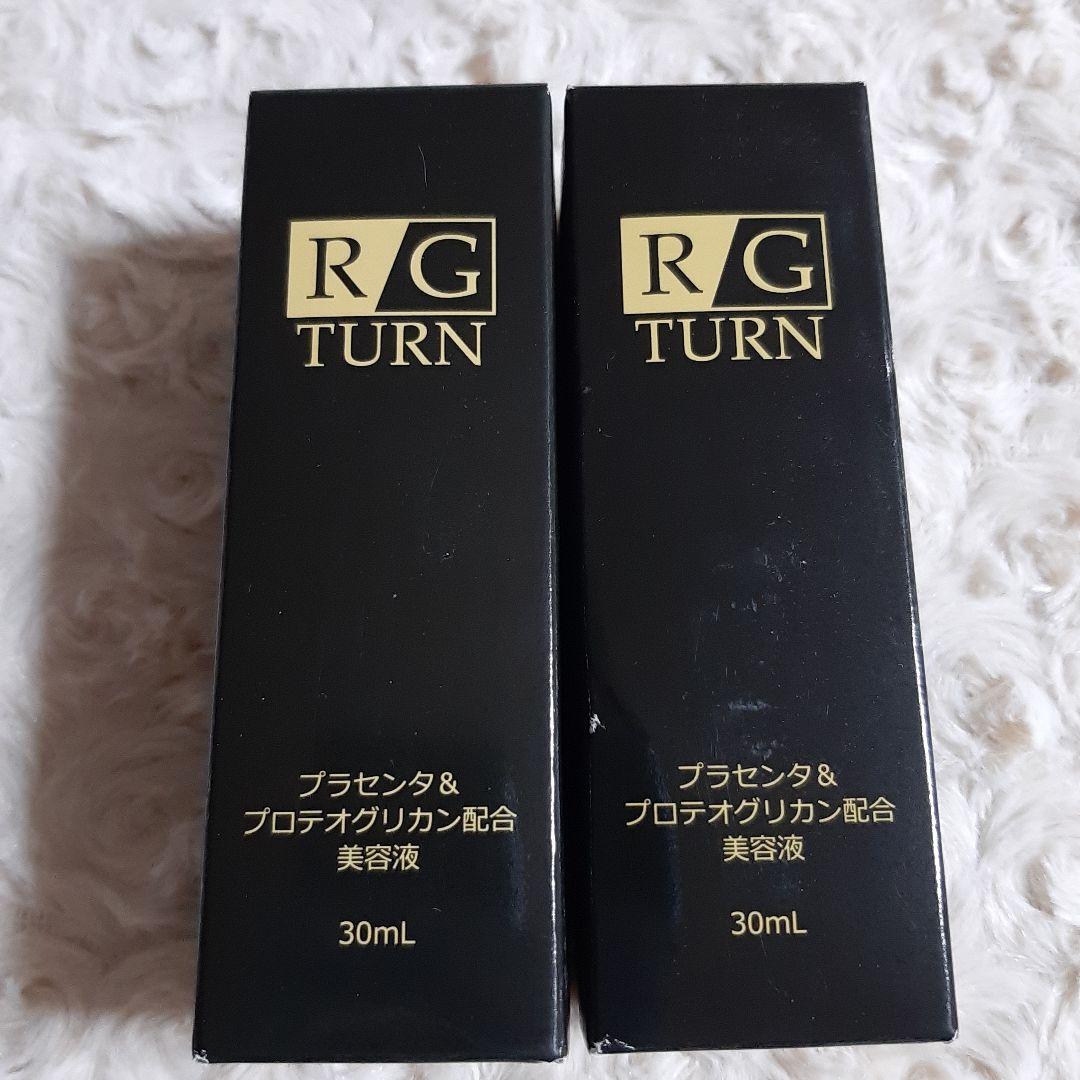 R/G
TURN
プラセンタ&
プロテオグリカン配合
美容液
30mL
R/G
TURN
プラセンタ&
プロテオグリカン配合
美容液
30mL